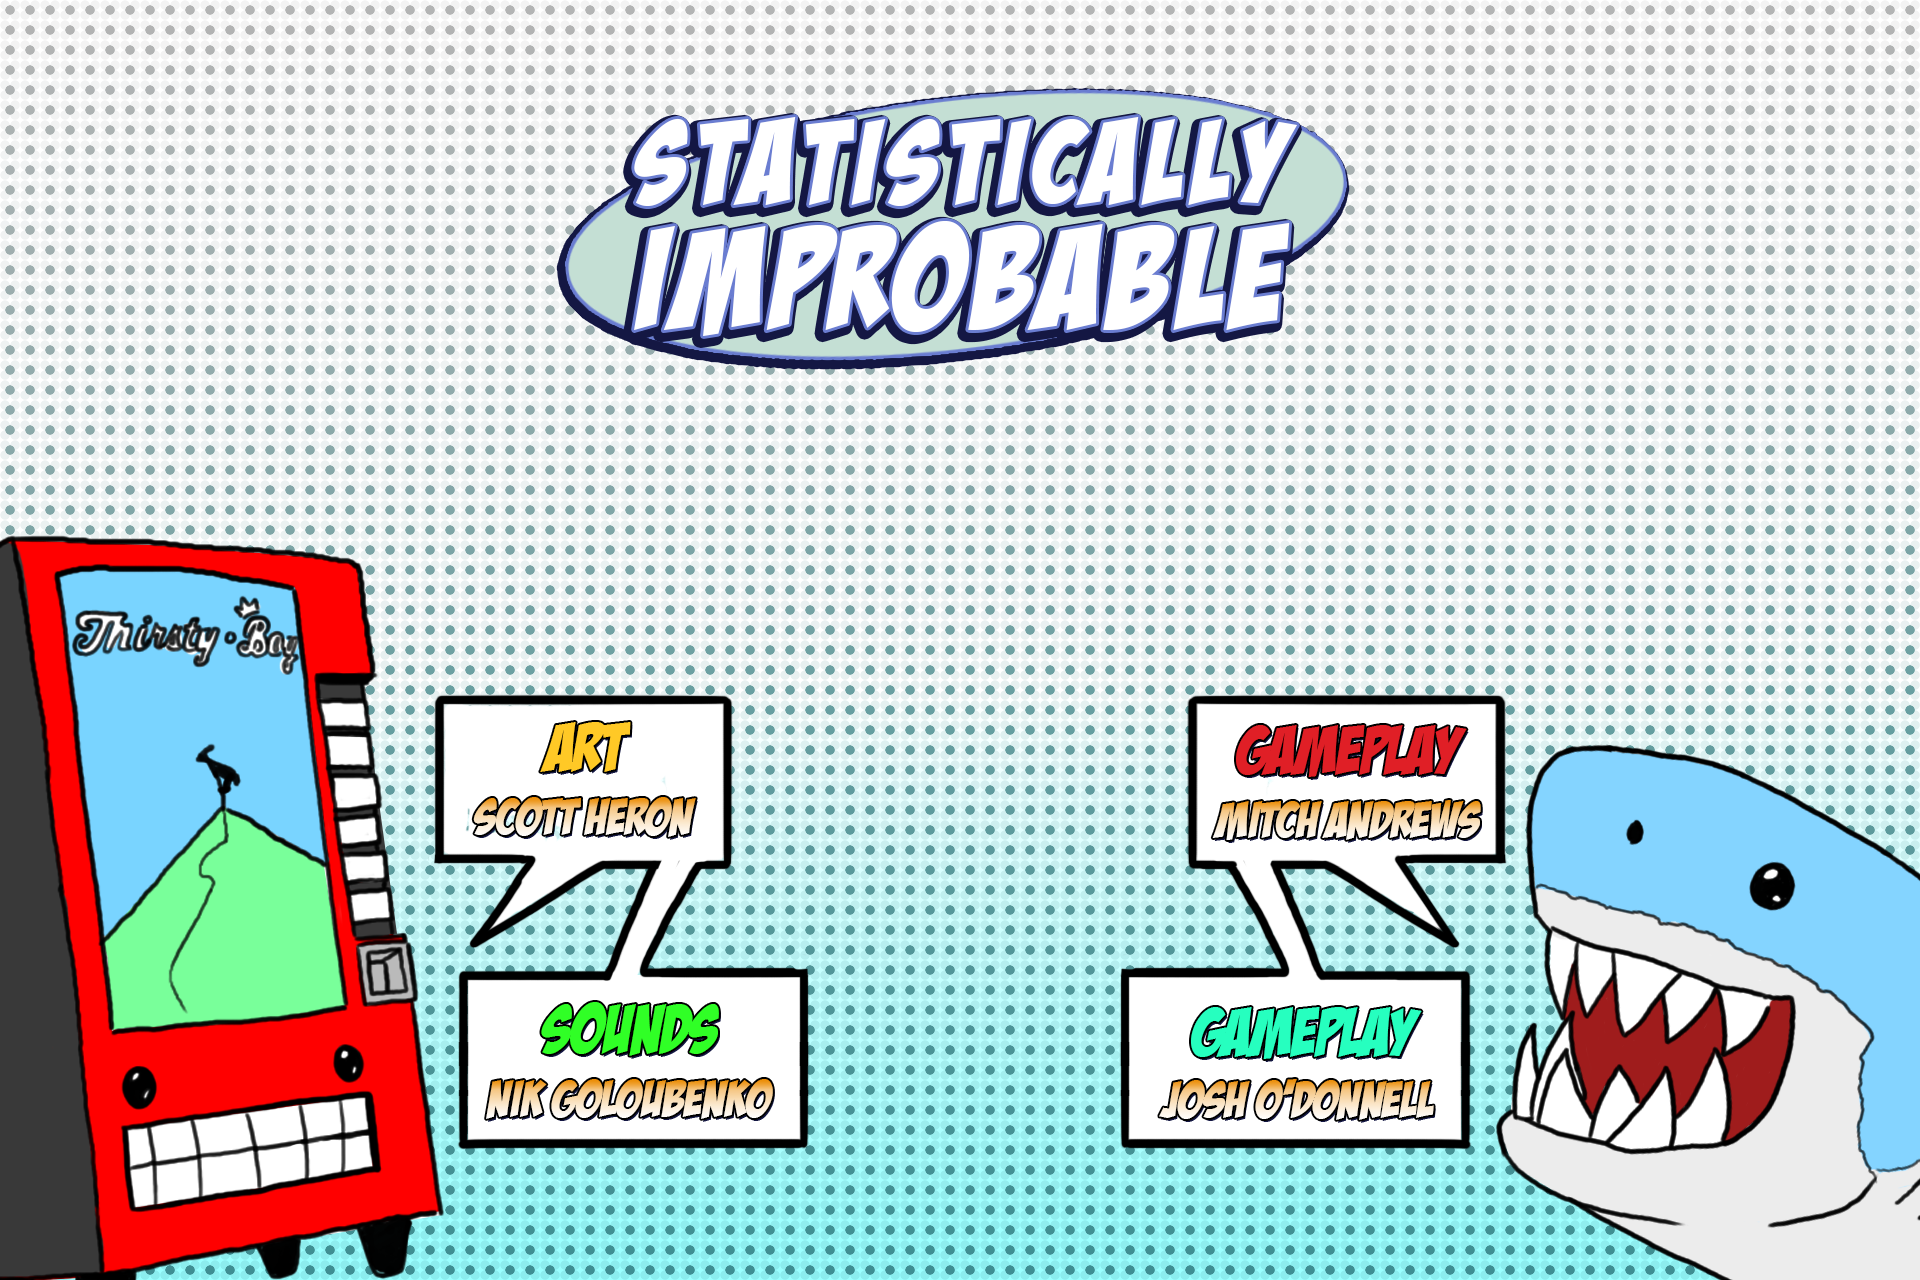 STATISTICALLY
IMPROBABLE
Thirsty · Boy
ART
SCOTT HERON
SOUNDS
NIK GOLOUBENKO
GAMEPLAY
MITCH ANDREWS
GAMEPLAY
JOSH O'DONNELL